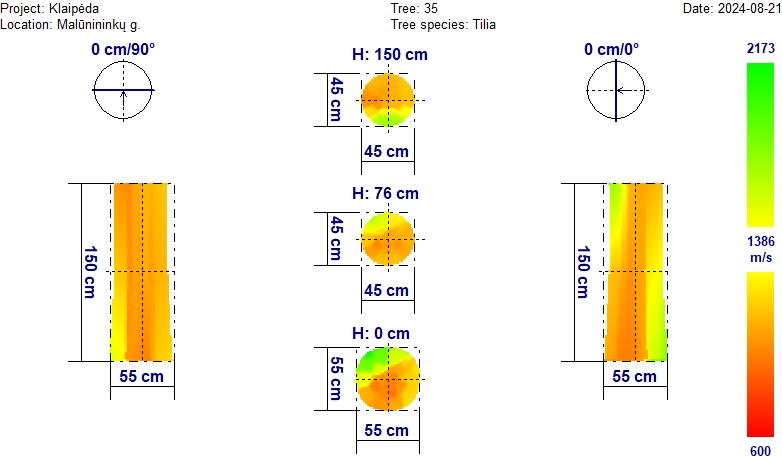 Project: Klaipėda
Tree: 35
Date: 2024-08-21
Location: Malūnininkų g.
Tree species: Tilia
0 cm/90°
H: 150 cm
0 cm/0°
2173
45 cm
45 cm
H: 76 cm
45 cm
45 cm
150 cm
150 cm
1386
m/s
H: 0 cm
55 cm
55 cm
55 cm
55 cm
600